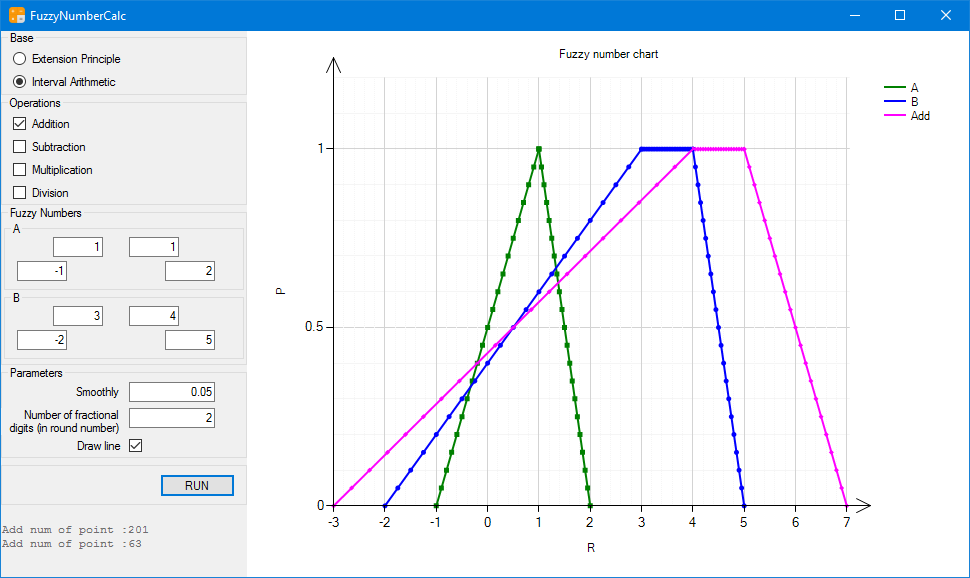 FuzzyNumberCalc
Base
Extension Principle
Interval Arithmetic
Operations
Addition
Subtraction
Multiplication
Division
Fuzzy Numbers
A
1 1
-1 2
B
3 4
-2 5
Parameters
Smoothly 0.05
Number of fractional
digits (in round number) 2
Draw line
RUN
Add num of point :201
Add num of point :63
Fuzzy number chart
A
B
Add
1
0.5
0
P
-3 -2 -1 0 1 2 3 4 5 6 7
R